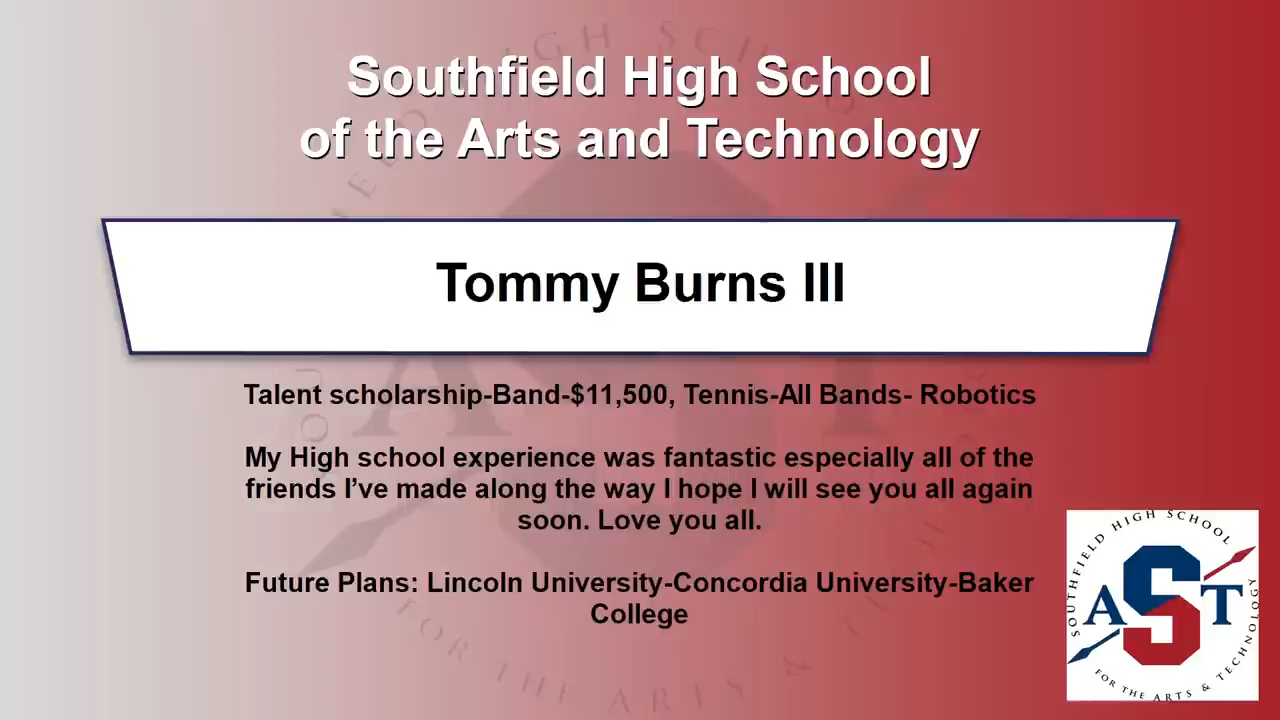 Southfield High School
of the Arts and Technology
Tommy Burns III
Talent scholarship-Band-$11,500, Tennis-All Bands- Robotics
My High school experience was fantastic especially all of the
friends I’ve made along the way I hope I will see you all again
soon. Love you all.
Future Plans: Lincoln University-Concordia University-Baker
College
SOUTHFIELD HIGH SCHOOL
AST
FOR THE ARTS & TECHNOLOGY